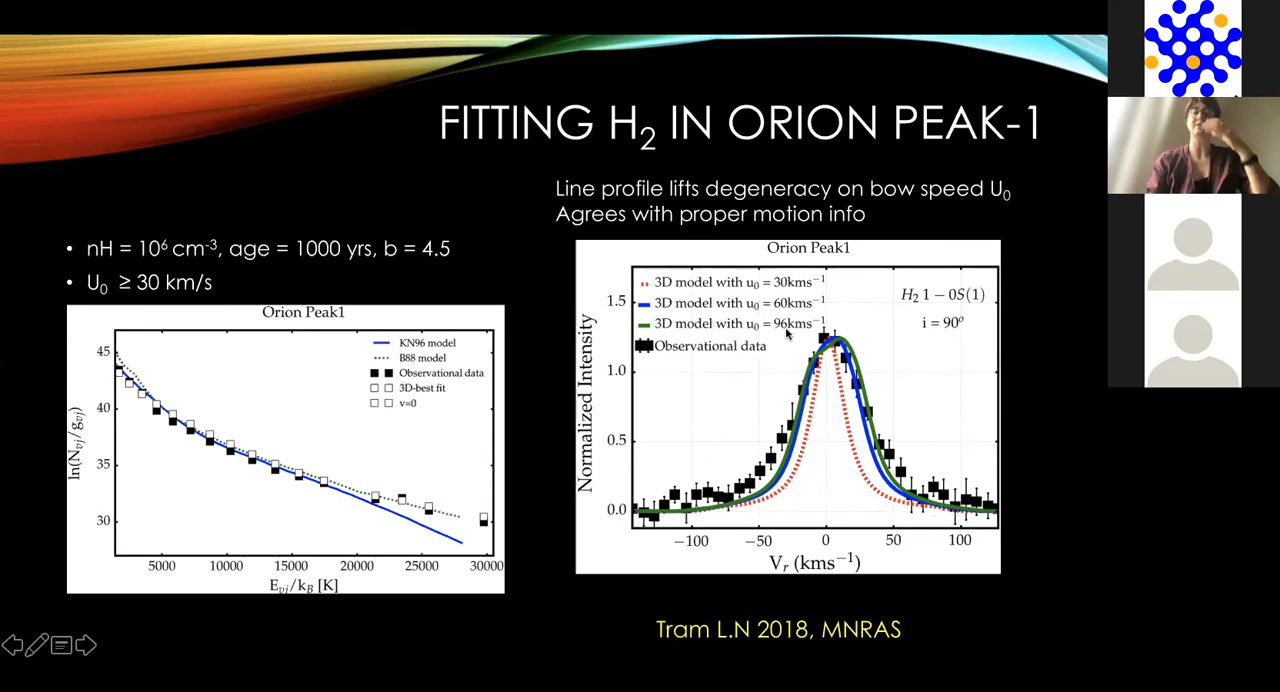 FITTING H₂ IN ORION PEAK-1
Line profile lifts degeneracy on bow speed U₀
Agrees with proper motion info
• nH = 10⁶ cm⁻³, age = 1000 yrs, b = 4.5
• U₀ ≥ 30 km/s
Orion Peak1
KN96 model
B88 model
Observational data
3D-best fit
v=0
45
40
35
30
ln(Nᵥⱼ/gᵥⱼ)
5000 10000 15000 20000 25000 30000
Eᵥⱼ/k_B [K]
Orion Peak1
3D model with u₀ = 30kms⁻¹
3D model with u₀ = 60kms⁻¹
3D model with u₀ = 96kms⁻¹
Observational data
H₂ 1−0S(1)
i = 90°
1.5
1.0
0.5
0.0
Normalized Intensity
−100 −50 0 50 100
Vᵣ (kms⁻¹)
Tram L.N 2018, MNRAS